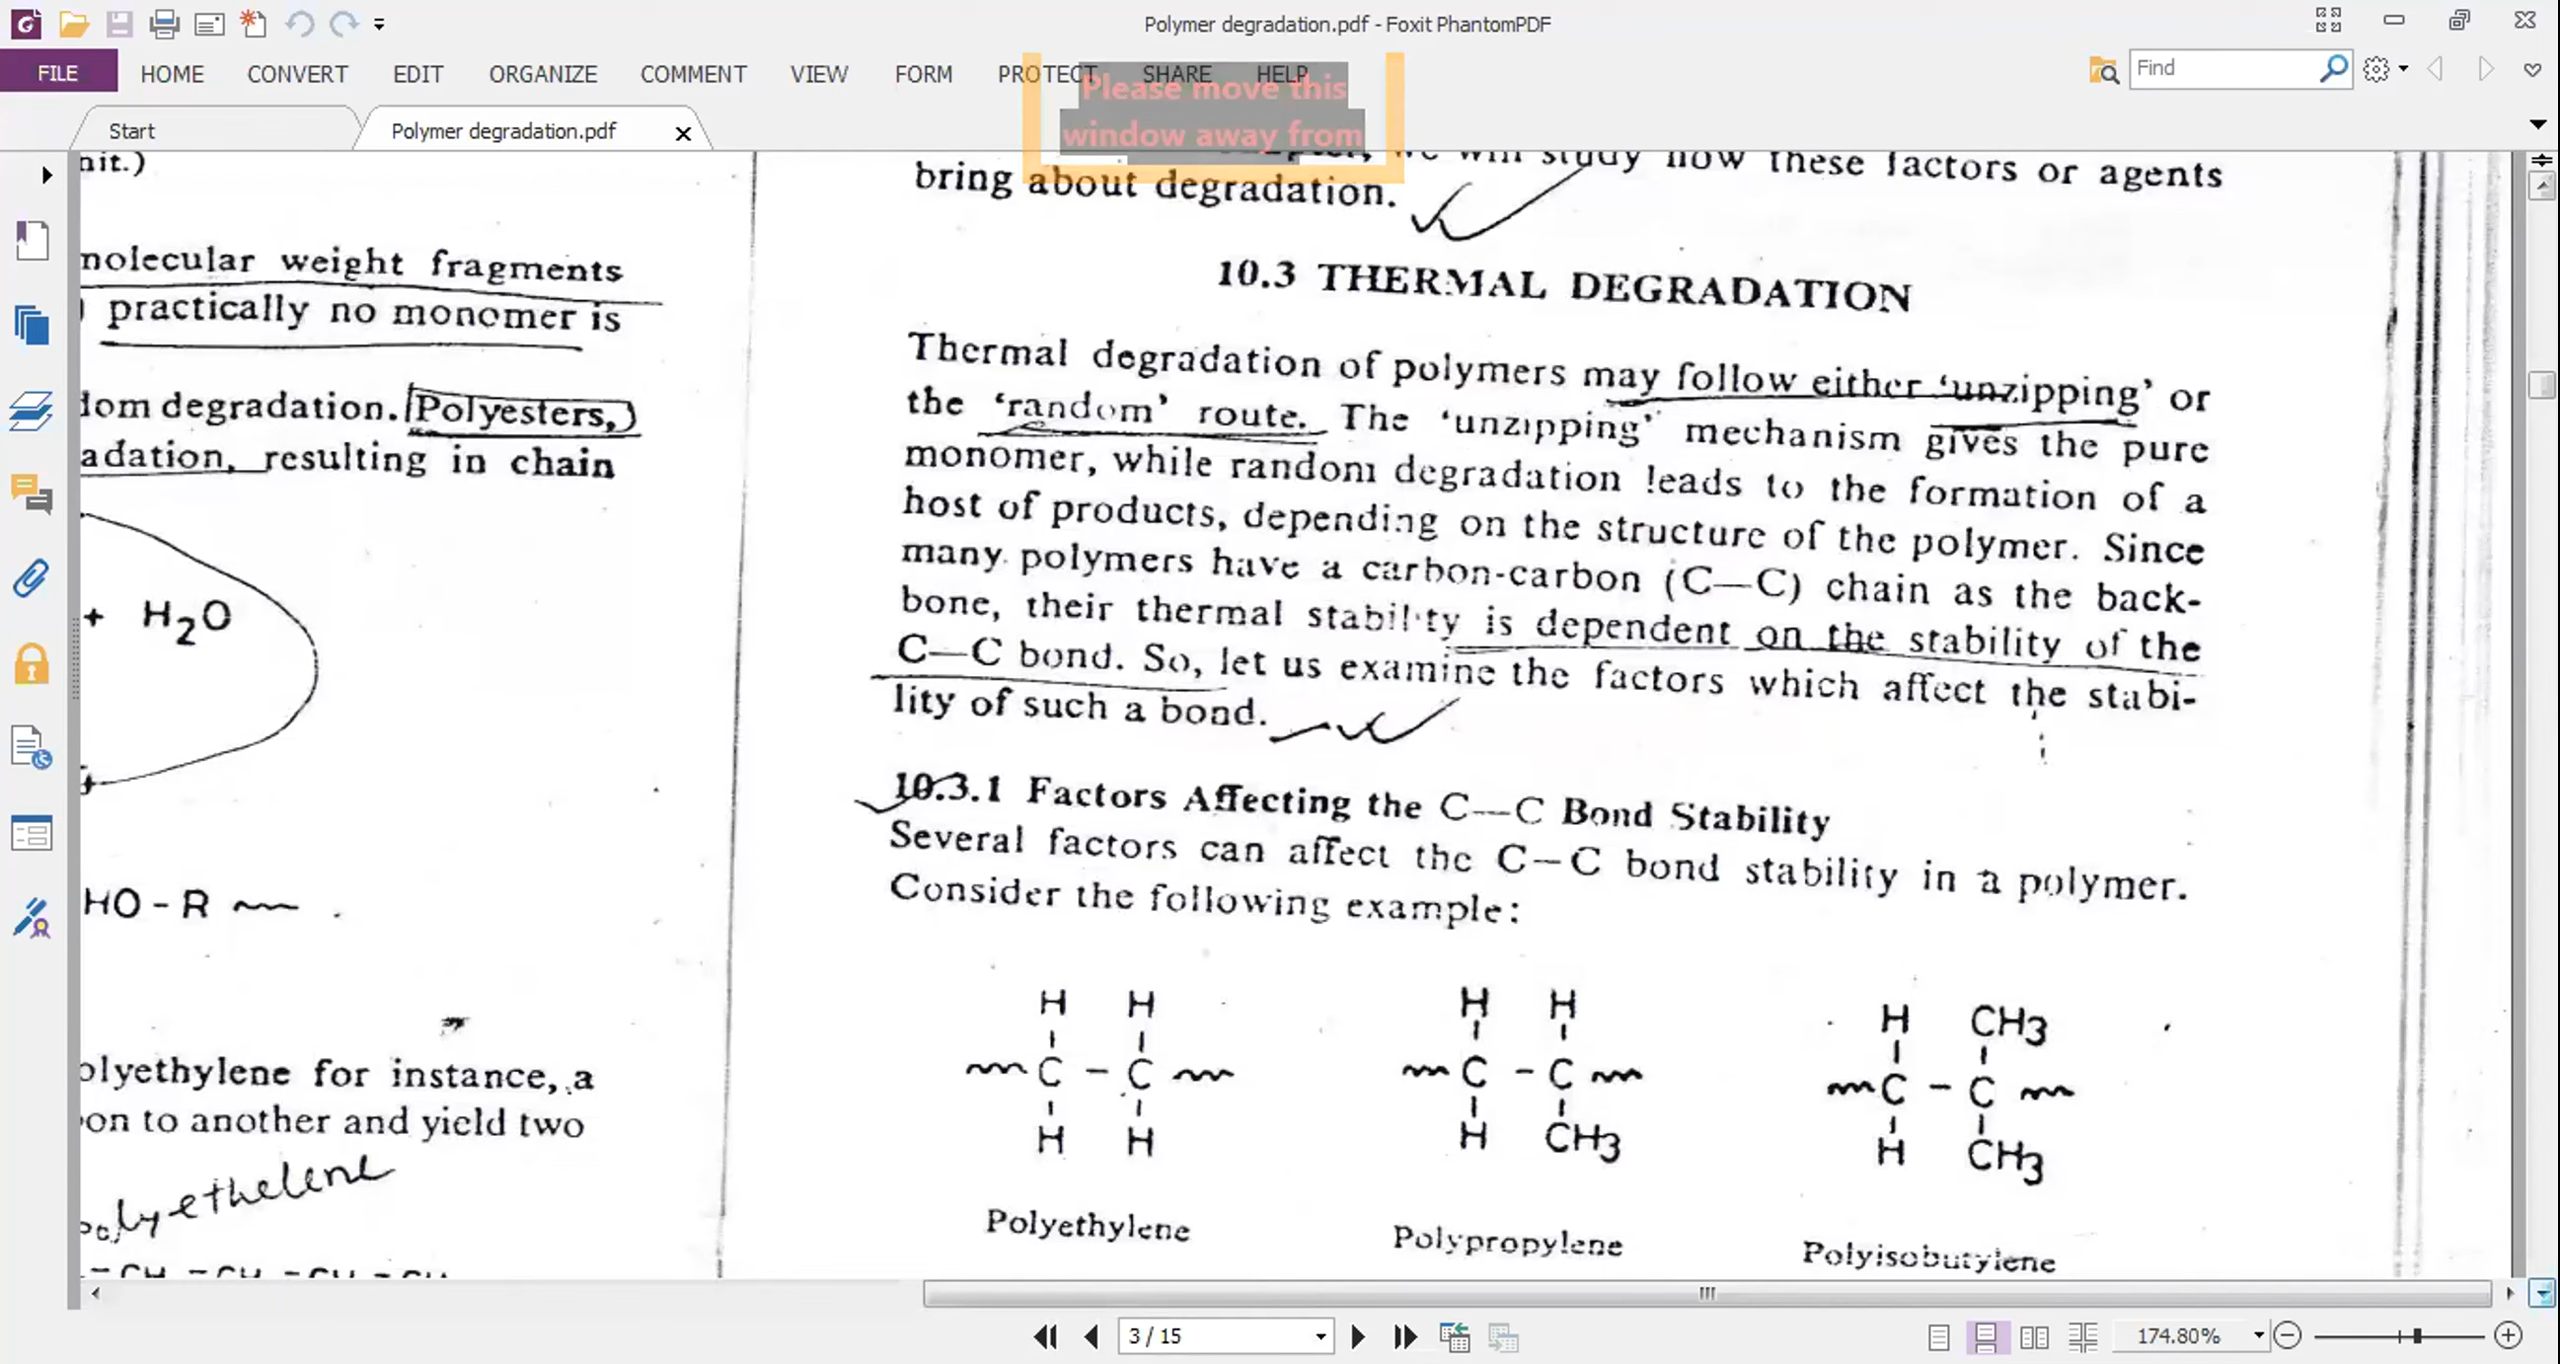 Polymer degradation.pdf - Foxit PhantomPDF
FILE HOME CONVERT EDIT ORGANIZE COMMENT VIEW FORM PROTECT SHARE HELP
Find
Please move this
window away from
Start
Polymer degradation.pdf
nit.)
molecular weight fragments
practically no monomer is
dom degradation. Polyesters,
adation, resulting in chain
+ H2O
HO - R
olyethylene for instance, a
on to another and yield two
polyethelene
- CH - CH - CH - CH
we will study how these factors or agents
bring about degradation.
10.3 THERMAL DEGRADATION
Thermal degradation of polymers may follow either ‘unzipping’ or
the ‘random’ route. The ‘unzipping’ mechanism gives the pure
monomer, while random degradation leads to the formation of a
host of products, depending on the structure of the polymer. Since
many polymers have a carbon-carbon (C—C) chain as the back-
bone, their thermal stability is dependent on the stability of the
C—C bond. So, let us examine the factors which affect the stabi-
lity of such a bond.
10.3.1 Factors Affecting the C—C Bond Stability
Several factors can affect the C—C bond stability in a polymer.
Consider the following example:
H H H H H CH3
C - C C - C C - C
H H H CH3 H CH3
Polyethylene Polypropylene Polyisobutylene
3 / 15
174.80%